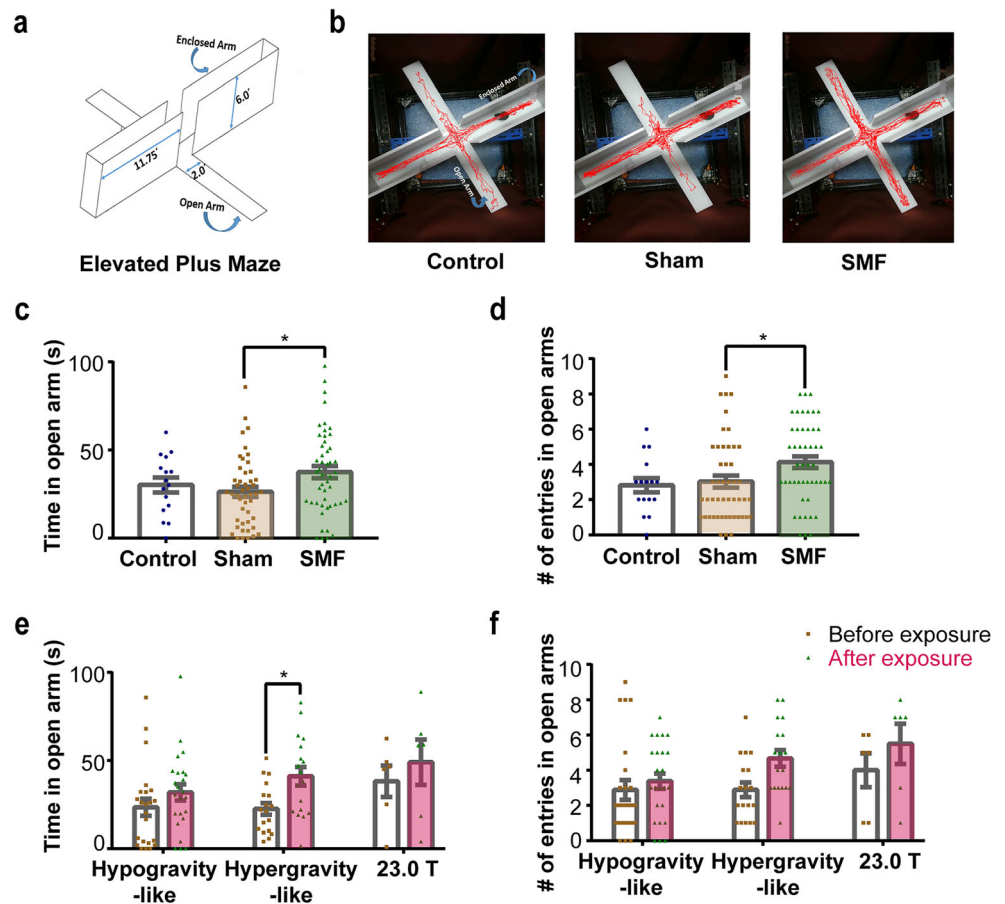 a
Enclosed Arm
6.0′
11.75′
2.0′
Open Arm
Elevated Plus Maze
b
Enclosed Arm
Open Arm
Control
Sham
SMF
c
*
Time in open arm (s)
100
50
0
Control
Sham
SMF
d
*
# of entries in open arms
10
8
6
4
2
0
Control
Sham
SMF
e
*
Time in open arm (s)
100
50
0
Hypogravity
-like
Hypergravity
-like
23.0 T
f
Before exposure
After exposure
# of entries in open arms
10
8
6
4
2
0
Hypogravity
-like
Hypergravity
-like
23.0 T